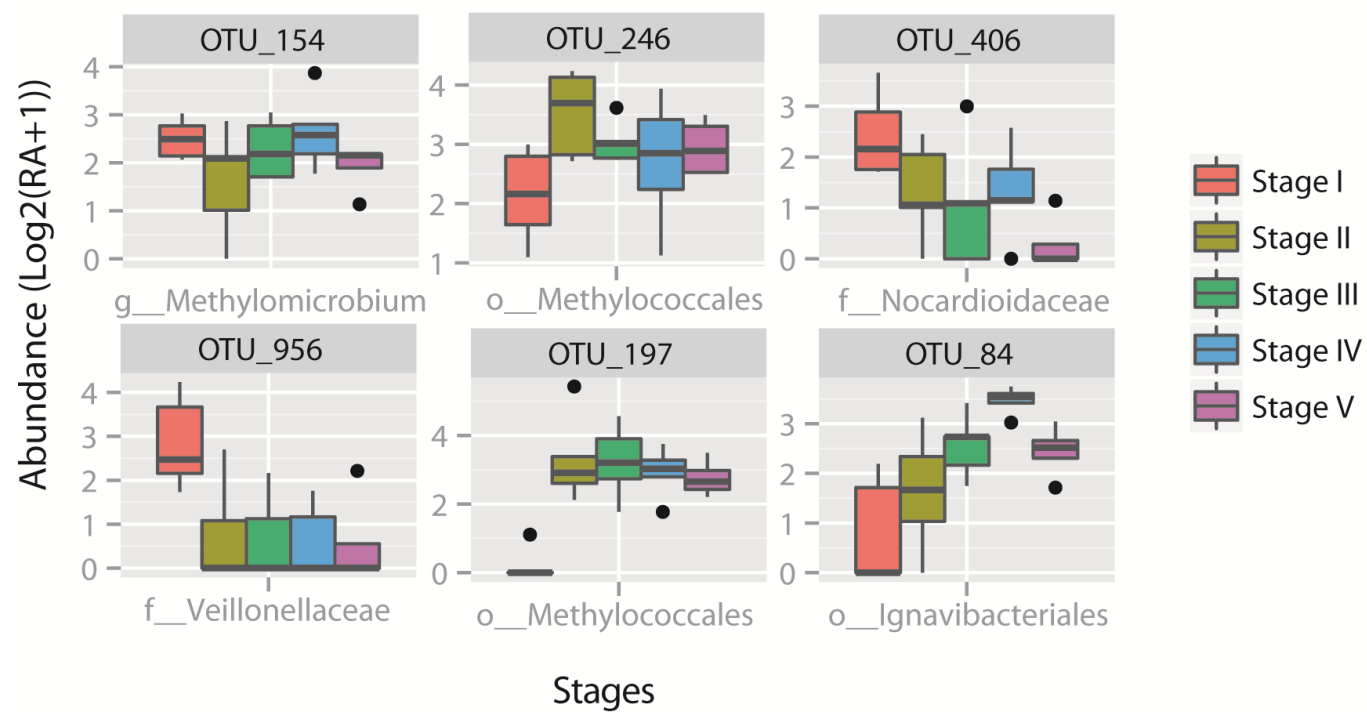 Abundance (Log2(RA+1))
OTU_154
4
3
2
1
0
g__Methylomicrobium
OTU_246
4
3
2
1
o__Methylococcales
OTU_406
3
2
1
0
f__Nocardioidaceae
OTU_956
4
3
2
1
0
f__Veillonellaceae
OTU_197
4
2
0
o__Methylococcales
OTU_84
3
2
1
0
o__Ignavibacteriales
Stages
Stage I
Stage II
Stage III
Stage IV
Stage V